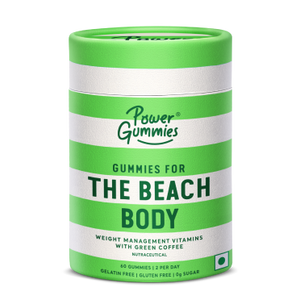 Power®
Gummies
GUMMIES FOR
THE BEACH
BODY
WEIGHT MANAGEMENT VITAMINS
WITH GREEN COFFEE
NUTRACEUTICAL
60 GUMMIES | 2 PER DAY
GELATIN FREE | GLUTEN FREE | 0g SUGAR